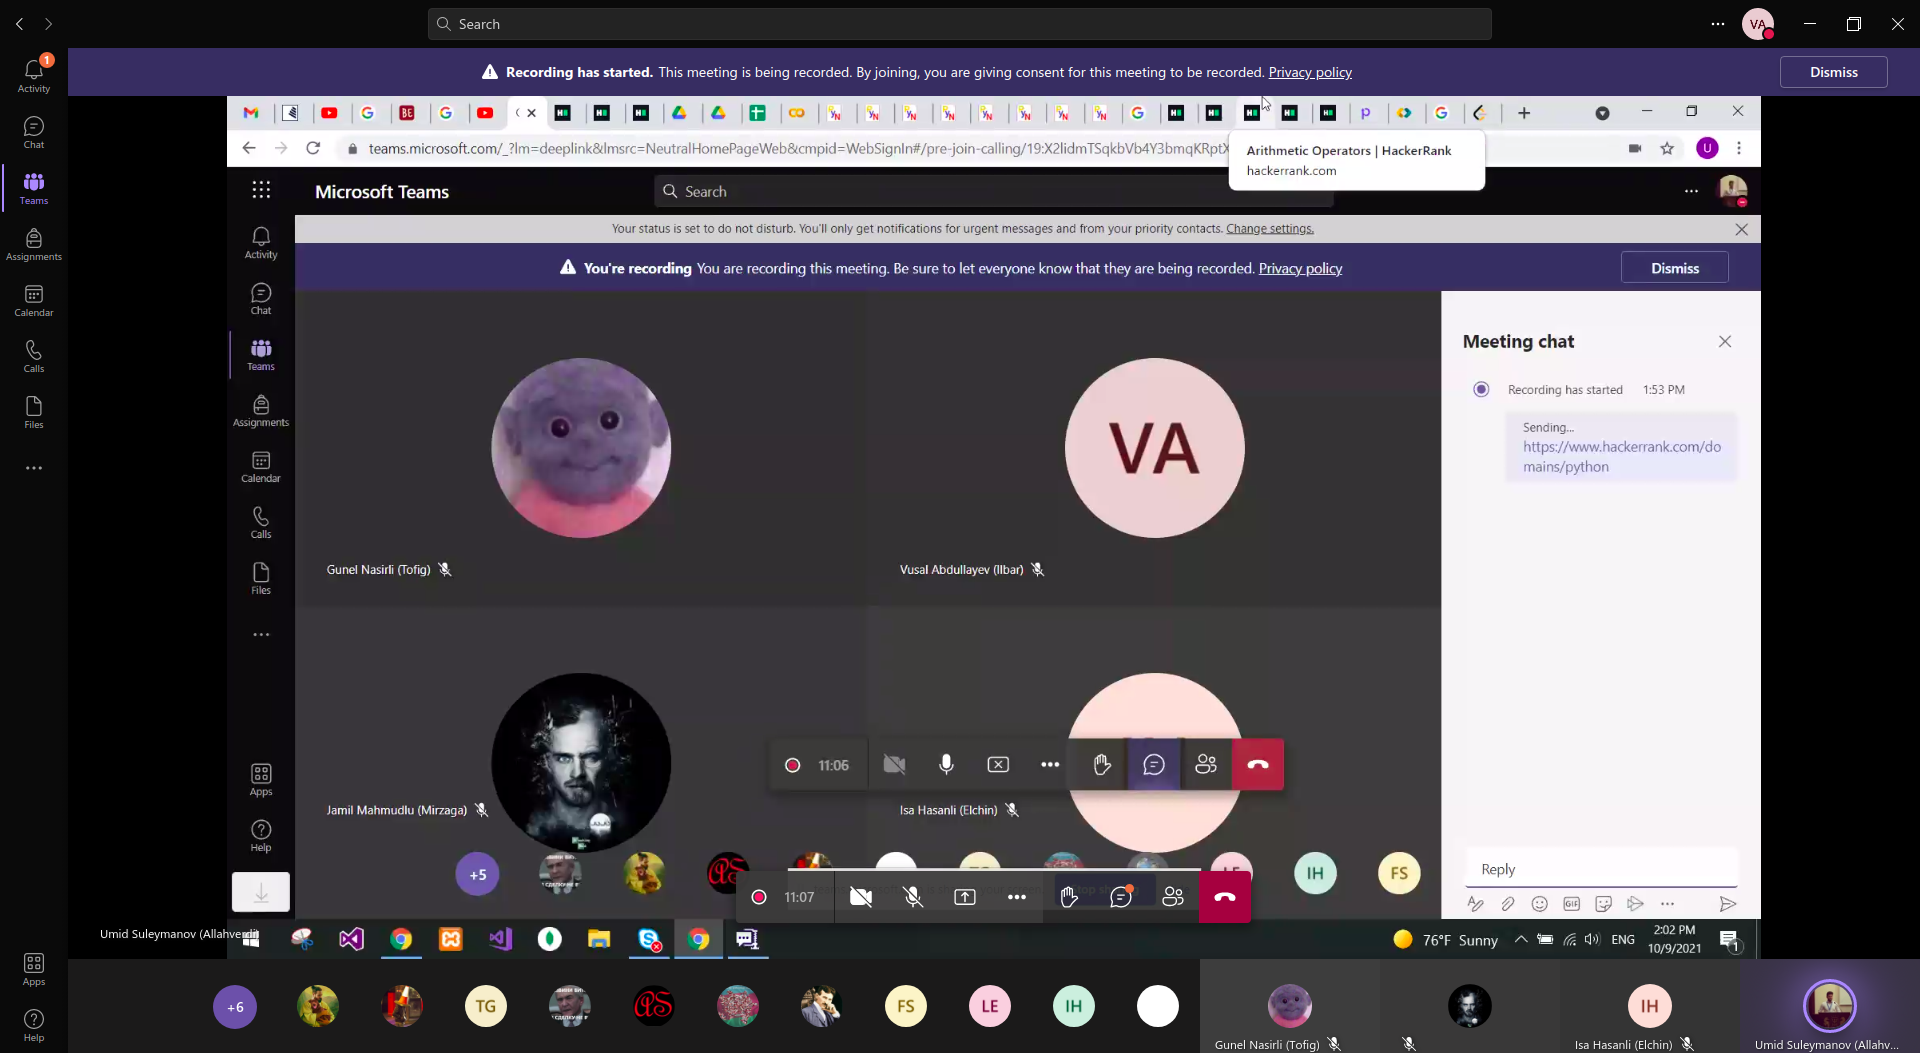 Search
VA
Activity
1
Chat
Teams
Assignments
Calendar
Calls
Files
Apps
Help
Recording has started. This meeting is being recorded. By joining, you are giving consent for this meeting to be recorded. Privacy policy
Dismiss
teams.microsoft.com/_?lm=deeplink&lmsrc=NeutralHomePageWeb&cmpid=WebSignIn#/pre-join-calling/19:X2lidmTSqkbVb4Y3bmqKRpt
Arithmetic Operators | HackerRank
hackerrank.com
U
Microsoft Teams
Search
Your status is set to do not disturb. You'll only get notifications for urgent messages and from your priority contacts. Change settings.
You're recording You are recording this meeting. Be sure to let everyone know that they are being recorded. Privacy policy
Dismiss
Activity
Chat
Teams
Assignments
Calendar
Calls
Files
Apps
Help
VA
Gunel Nasirli (Tofig)
Vusal Abdullayev (Ilbar)
Jamil Mahmudlu (Mirzaga)
Isa Hasanli (Elchin)
11:06
+5
LE
IH
FS
11:07
Meeting chat
Recording has started 1:53 PM
Sending...
https://www.hackerrank.com/do
mains/python
Reply
GIF
Umid Suleymanov (Allahverdi
76°F Sunny
ENG
2:02 PM
10/9/2021
1
+6
TG
FS
LE
IH
IH
Gunel Nasirli (Tofig)
Isa Hasanli (Elchin)
Umid Suleymanov (Allahv...